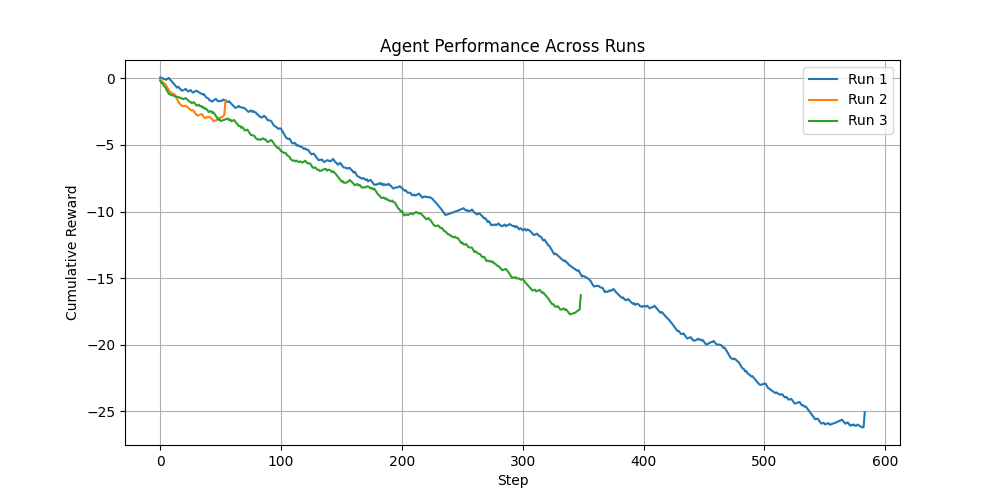 Agent Performance Across Runs
Cumulative Reward
0
−5
−10
−15
−20
−25
Run 1
Run 2
Run 3
0 100 200 300 400 500 600
Step